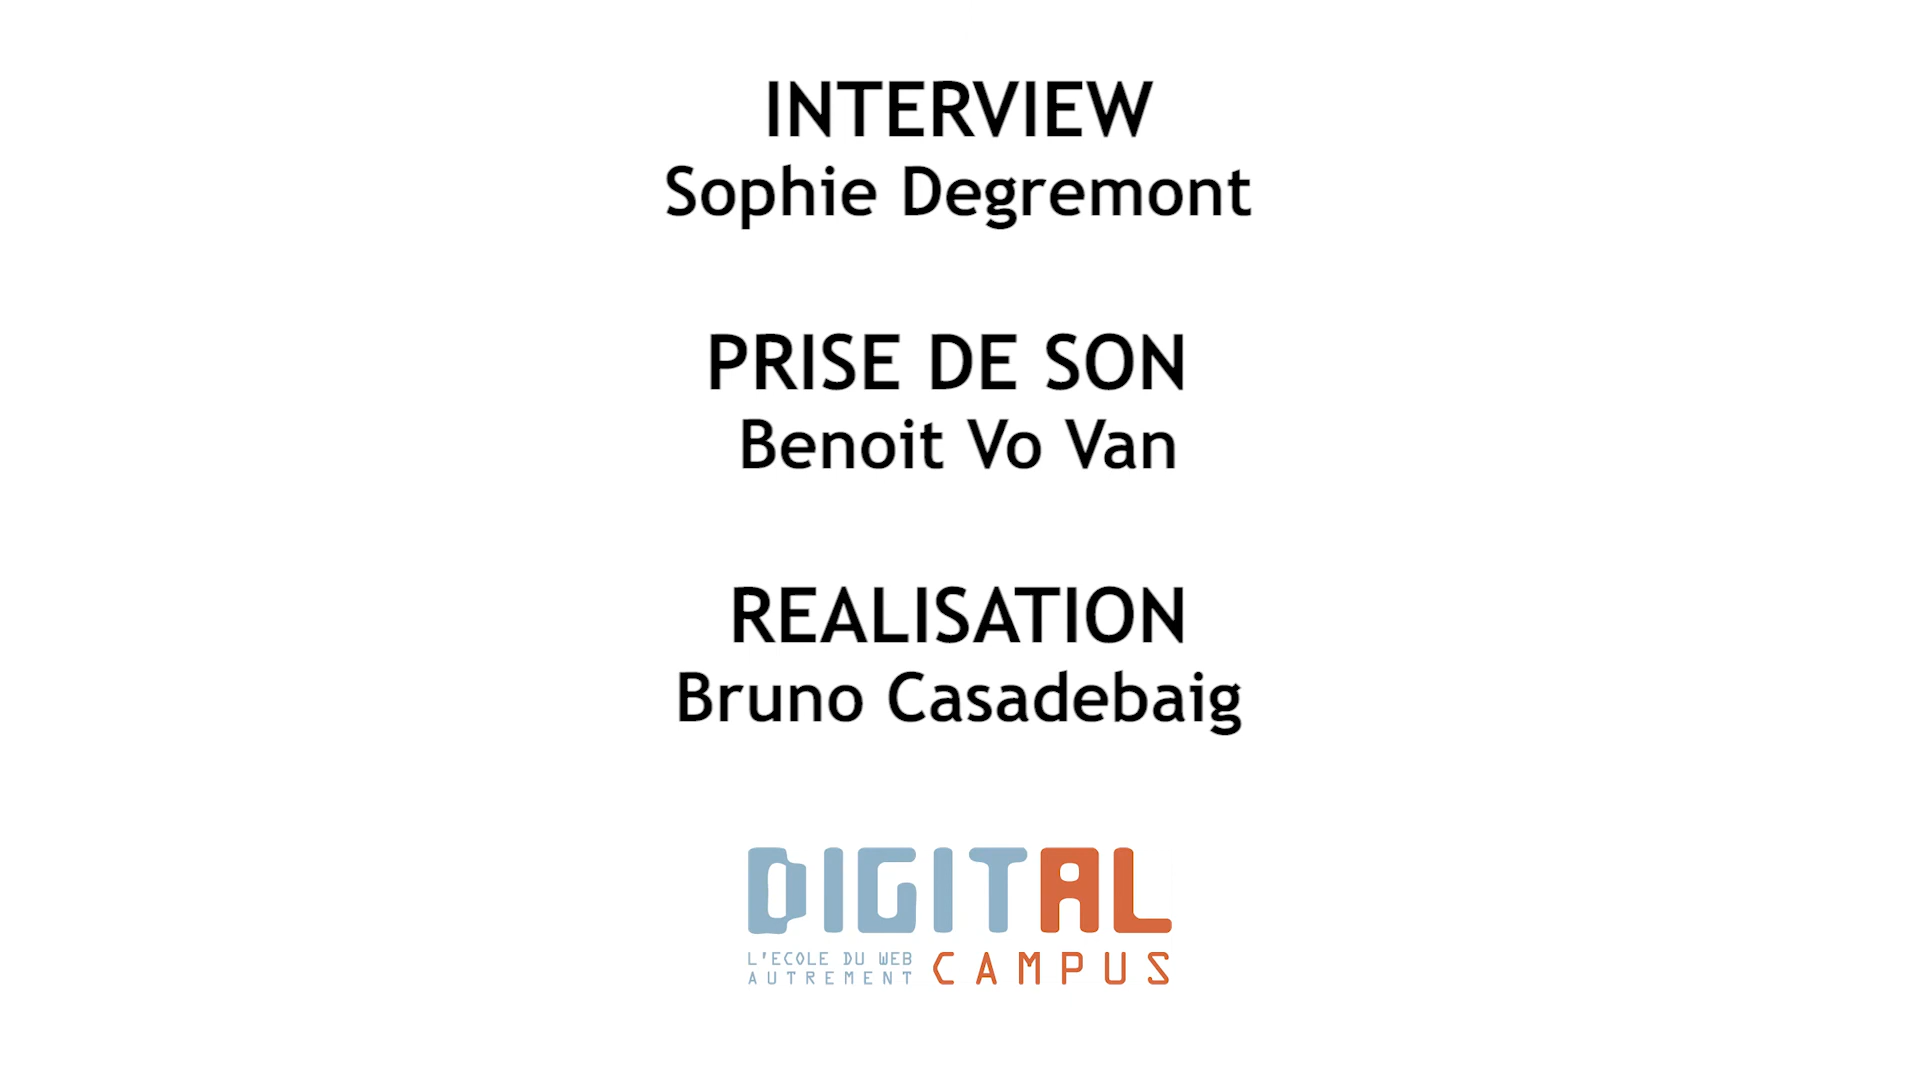 INTERVIEW
Sophie Degremont
PRISE DE SON
Benoit Vo Van
REALISATION
Bruno Casadebaig
DIGITAL
L'ECOLE DU WEB
AUTREMENT
CAMPUS